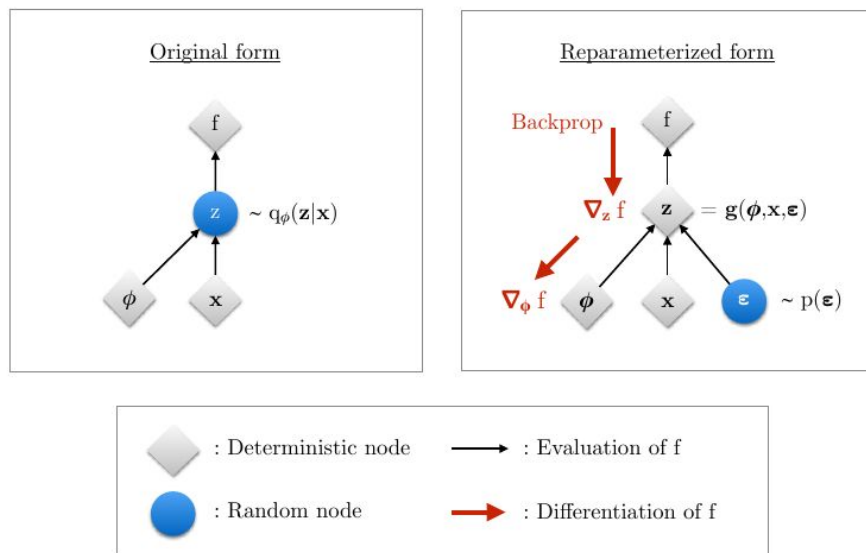 Original form
f
z ~ qϕ(z|x)
ϕ x
Reparameterized form
Backprop f
∇z f z = g(ϕ,x,ε)
∇ϕ f ϕ x ε ~ p(ε)
: Deterministic node : Evaluation of f
: Random node : Differentiation of f